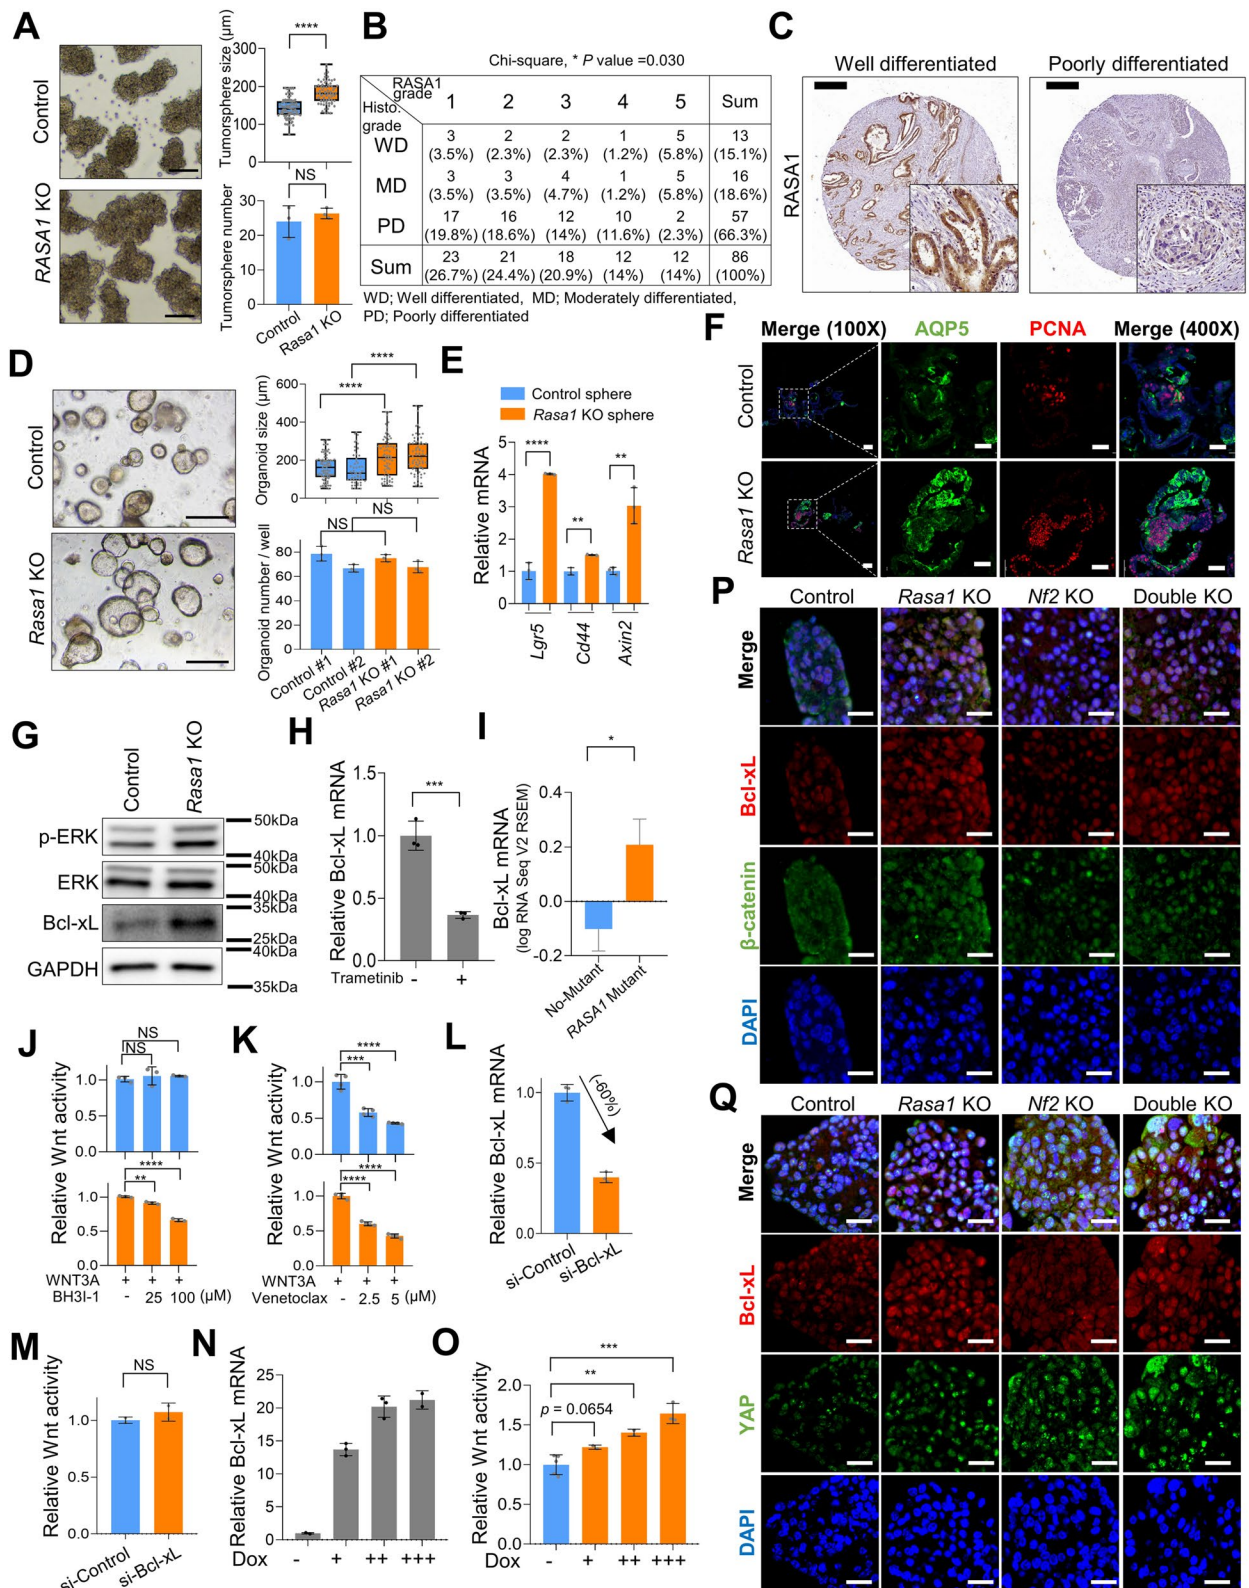 A
Control
RASA1 KO
Tumorsphere size (μm)
300
200
100
0
****
Tumorsphere number
30
20
10
0
NS
Control
Rasa1 KO
B
Chi-square, * P value =0.030
RASA1 grade
Histo. grade
1 2 3 4 5 Sum
WD 3 2 2 1 5 13
(3.5%) (2.3%) (2.3%) (1.2%) (5.8%) (15.1%)
MD 3 3 4 1 5 16
(3.5%) (3.5%) (4.7%) (1.2%) (5.8%) (18.6%)
PD 17 16 12 10 2 57
(19.8%) (18.6%) (14%) (11.6%) (2.3%) (66.3%)
Sum 23 21 18 12 12 86
(26.7%) (24.4%) (20.9%) (14%) (14%) (100%)
WD; Well differentiated, MD; Moderately differentiated,
PD; Poorly differentiated
C
Well differentiated
Poorly differentiated
RASA1
D
Control
Rasa1 KO
Organoid size (μm)
600
400
200
0
****
****
Organoid number / well
80
60
40
20
0
NS
NS
Control #1
Control #2
Rasa1 KO #1
Rasa1 KO #2
E
Control sphere
Rasa1 KO sphere
Relative mRNA
5
4
3
2
1
0
****
**
**
Lgr5
Cd44
Axin2
F
Merge (100X) AQP5 PCNA Merge (400X)
Control
Rasa1 KO
G
Control
Rasa1 KO
p-ERK
50kDa
40kDa
ERK
50kDa
40kDa
Bcl-xL
35kDa
25kDa
GAPDH
40kDa
35kDa
H
Relative Bcl-xL mRNA
1.5
1.0
0.5
0.0
***
Trametinib - +
I
Bcl-xL mRNA
(log RNA Seq V2 RSEM)
0.4
0.2
0.0
-0.2
*
No-Mutant
RASA1 Mutant
J
Relative Wnt activity
NS
NS
1.0
0.5
0.0
****
**
1.0
0.5
0.0
WNT3A + + +
BH3I-1 - 25 100 (μM)
K
Relative Wnt activity
****
***
1.0
0.5
0.0
****
****
1.0
0.5
0.0
WNT3A + + +
Venetoclax - 2.5 5 (μM)
L
Relative Bcl-xL mRNA
1.0
0.5
0.0
(-60%)
si-Control
si-Bcl-xL
M
Relative Wnt activity
1.0
0.5
0.0
NS
si-Control
si-Bcl-xL
N
Relative Bcl-xL mRNA
25
20
15
10
5
0
Dox - + ++ +++
O
Relative Wnt activity
2.0
1.5
1.0
0.5
0.0
***
**
p = 0.0654
Dox - + ++ +++
P
Control Rasa1 KO Nf2 KO Double KO
Merge
Bcl-xL
β-catenin
DAPI
Q
Control Rasa1 KO Nf2 KO Double KO
Merge
Bcl-xL
YAP
DAPI